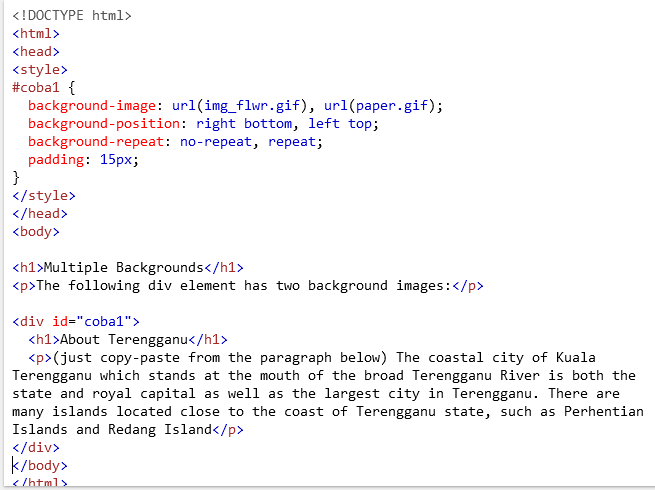 <!DOCTYPE html>
<html>
<head>
<style>
#coba1 {
  background-image: url(img_flwr.gif), url(paper.gif);
  background-position: right bottom, left top;
  background-repeat: no-repeat, repeat;
  padding: 15px;
}
</style>
</head>
<body>

<h1>Multiple Backgrounds</h1>
<p>The following div element has two background images:</p>

<div id="coba1">
  <h1>About Terengganu</h1>
  <p>(just copy-paste from the paragraph below) The coastal city of Kuala
Terengganu which stands at the mouth of the broad Terengganu River is both the
state and royal capital as well as the largest city in Terengganu. There are
many islands located close to the coast of Terengganu state, such as Perhentian
Islands and Redang Island</p>
</div>
</body>
</html>